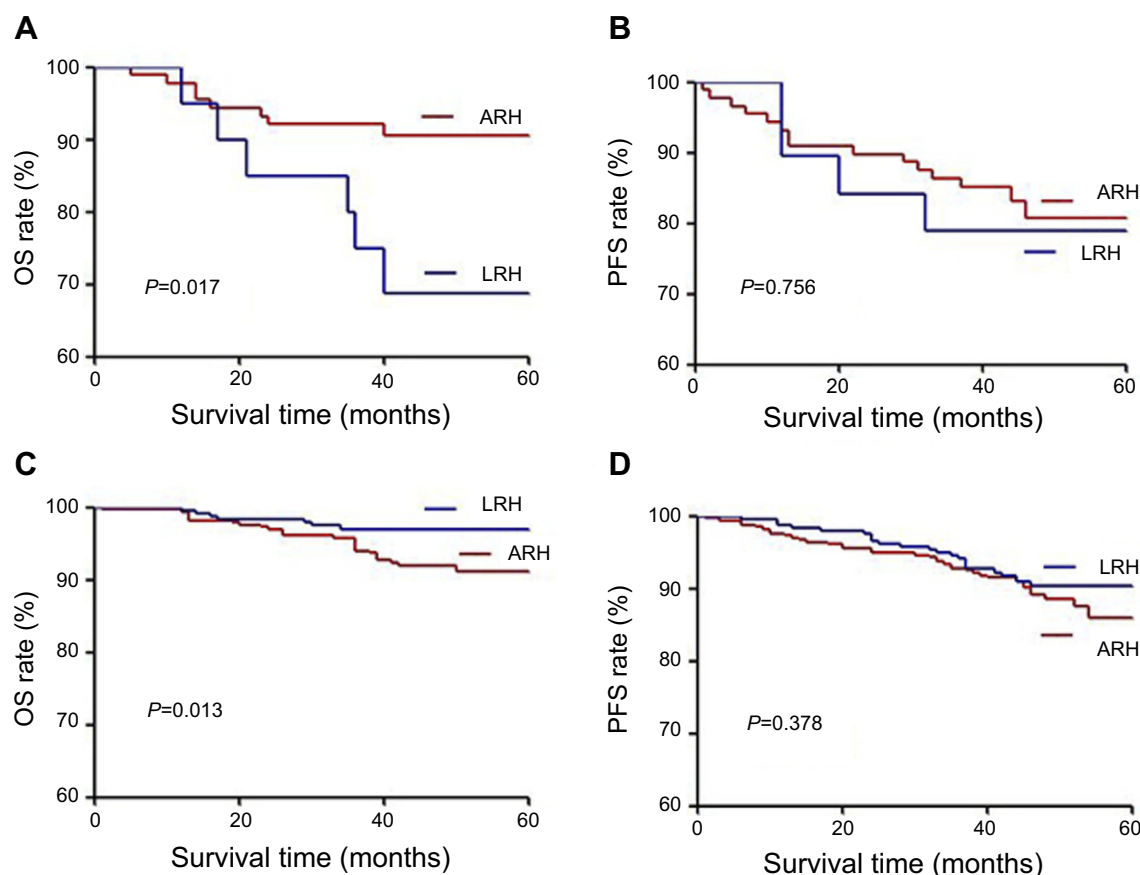 A
OS rate (%)
100
90
80
70
60
0
20
40
60
ARH
LRH
P=0.017
Survival time (months)
B
PFS rate (%)
100
90
80
70
60
0
20
40
60
ARH
LRH
P=0.756
Survival time (months)
C
OS rate (%)
100
90
80
70
60
0
20
40
60
LRH
ARH
P=0.013
Survival time (months)
D
PFS rate (%)
100
90
80
70
60
0
20
40
60
LRH
ARH
P=0.378
Survival time (months)